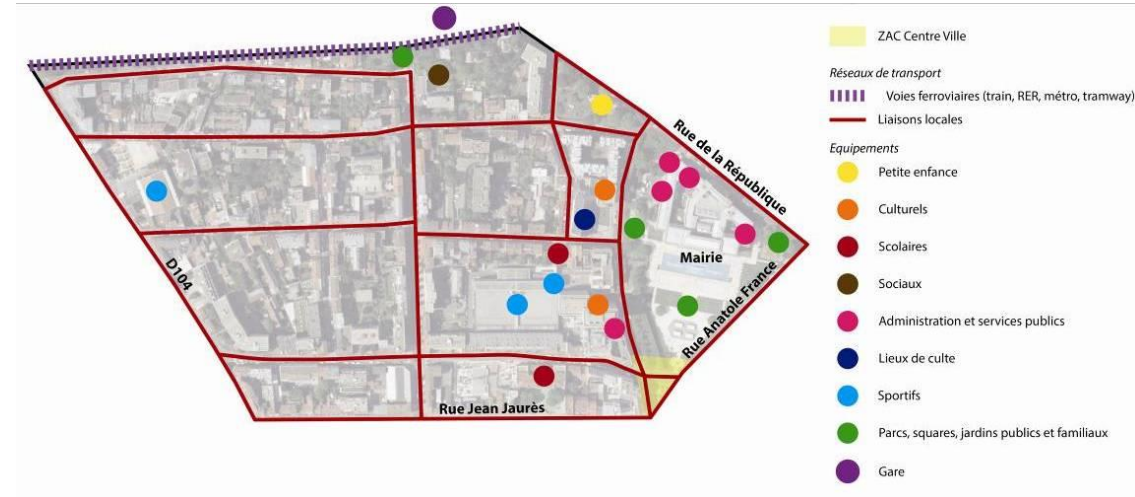 Rue de la République
Mairie
D104
Rue Anatole France
Rue Jean Jaurès
ZAC Centre Ville
Réseaux de transport
Voies ferroviaires (train, RER, métro, tramway)
Liaisons locales
Equipements
Petite enfance
Culturels
Scolaires
Sociaux
Administration et services publics
Lieux de culte
Sportifs
Parcs, squares, jardins publics et familiaux
Gare